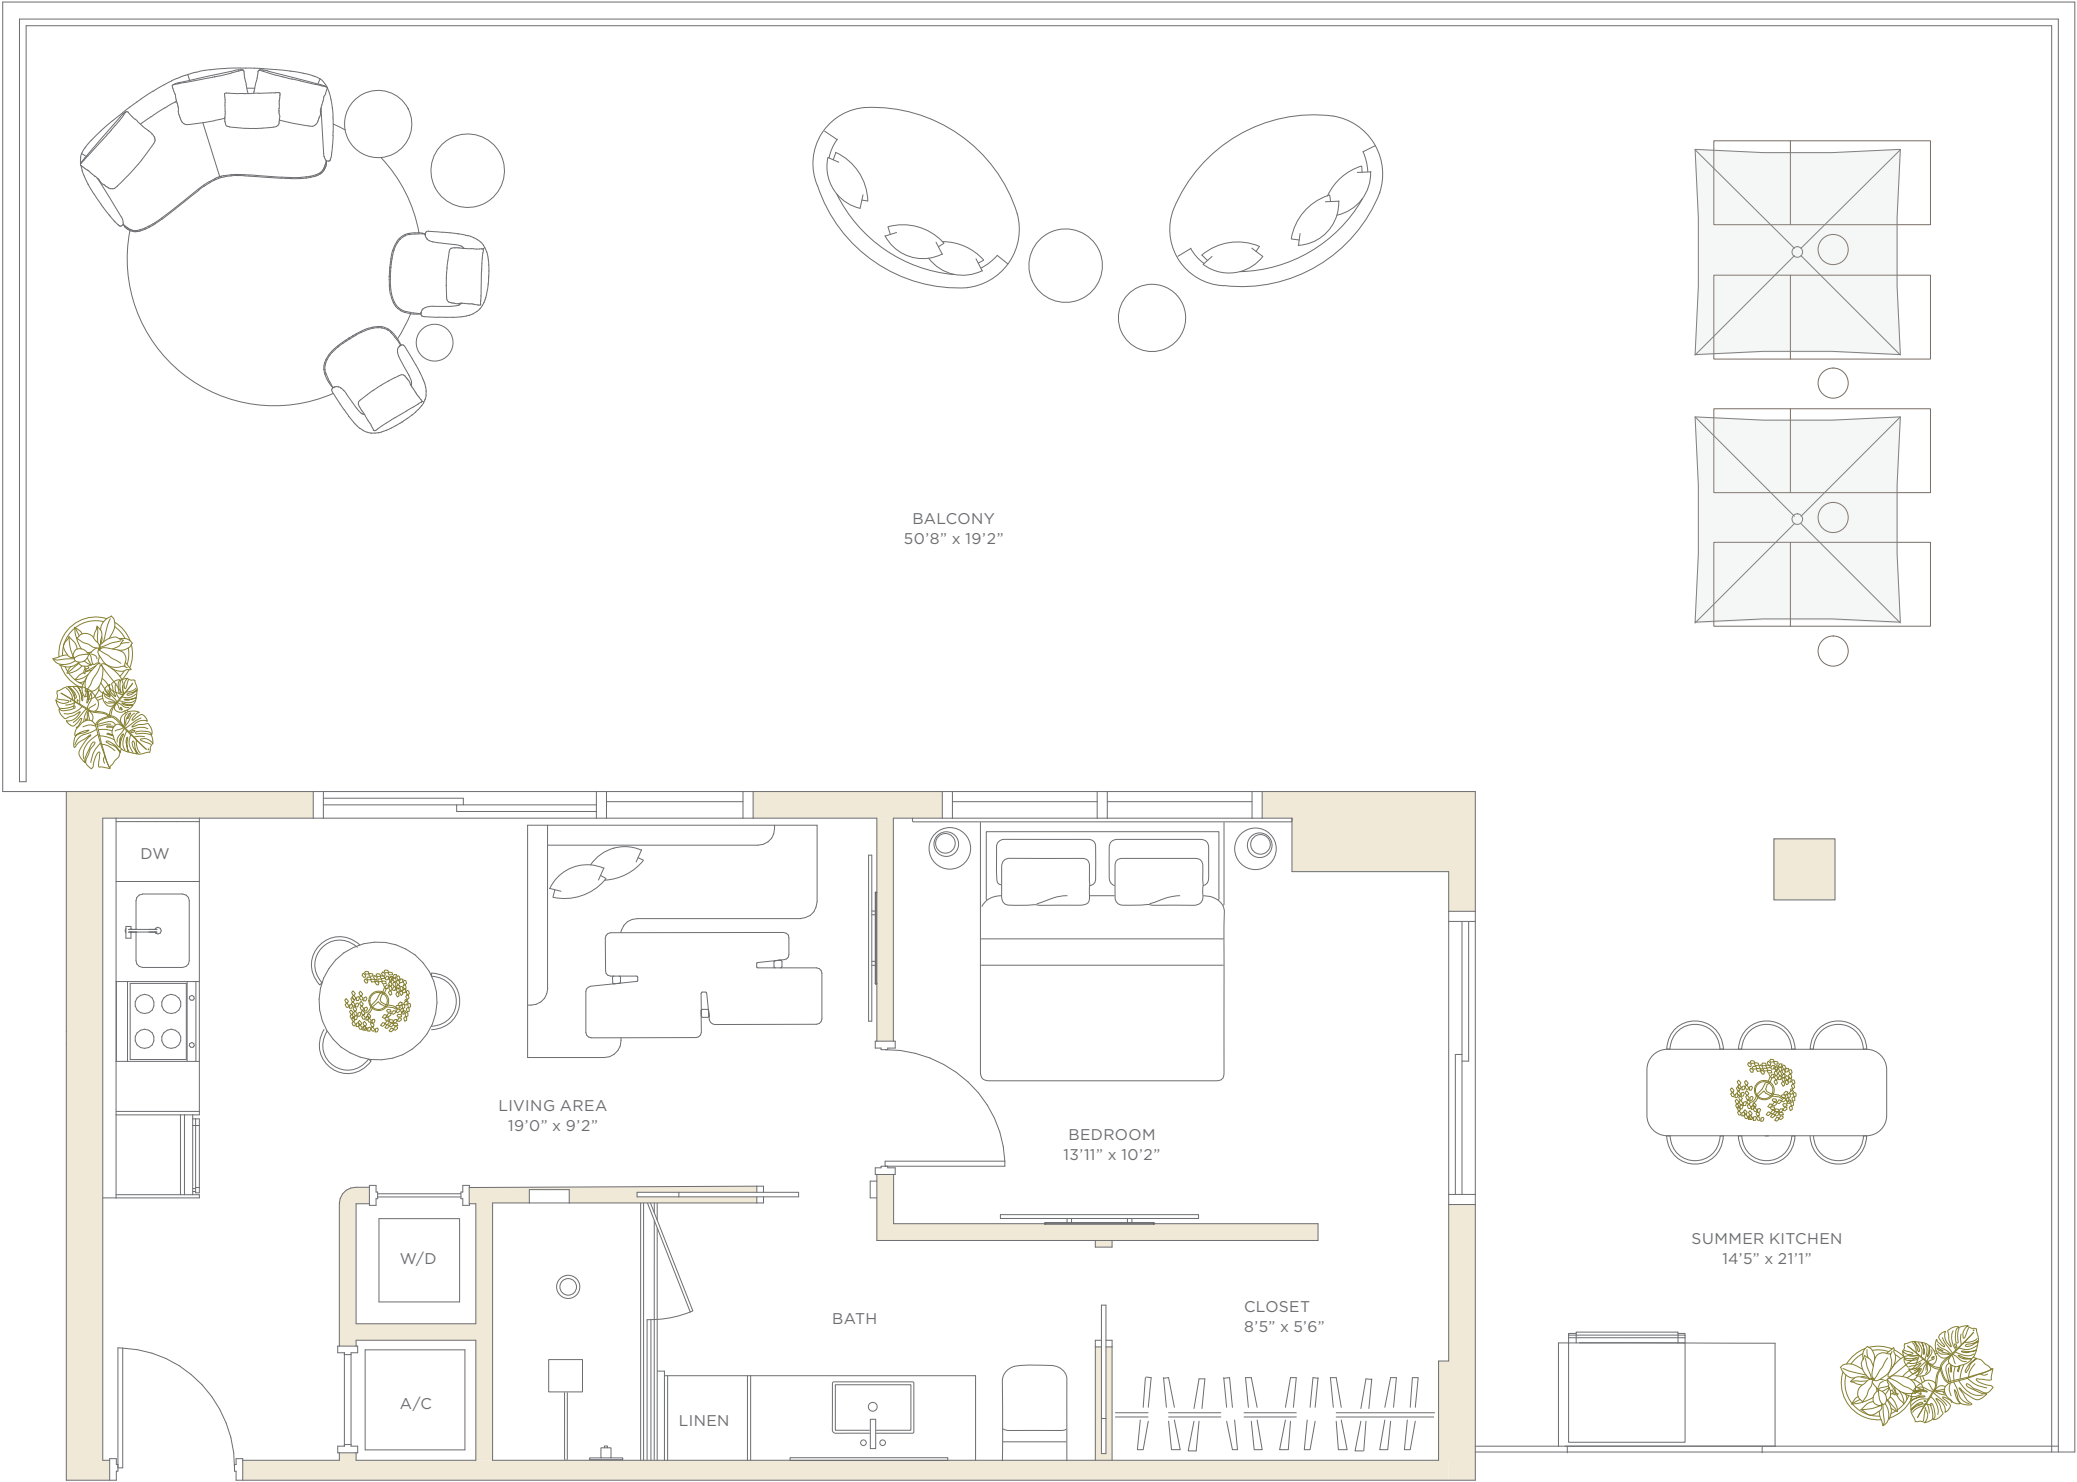 BALCONY
50’8” x 19’2”
DW
LIVING AREA
19’0” x 9’2”
BEDROOM
13’11” x 10’2”
W/D
SUMMER KITCHEN
14’5” x 21’1”
BATH
CLOSET
8’5” x 5’6”
A/C
LINEN